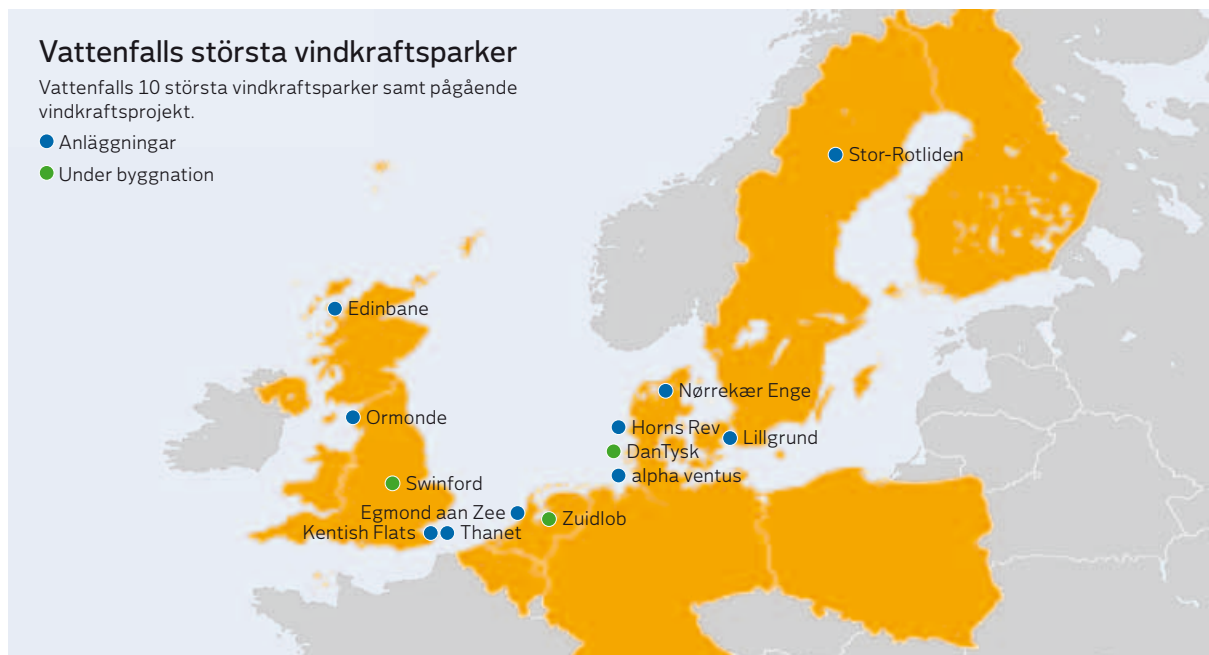 Vattenfalls största vindkraftsparker
Vattenfalls 10 största vindkraftsparker samt pågående
vindkraftsprojekt.
Anläggningar
Under byggnation
Stor-Rotliden
Edinbane
Nørrekær Enge
Ormonde
Horns Rev
Lillgrund
DanTysk
alpha ventus
Swinford
Egmond aan Zee
Zuidlob
Kentish Flats
Thanet